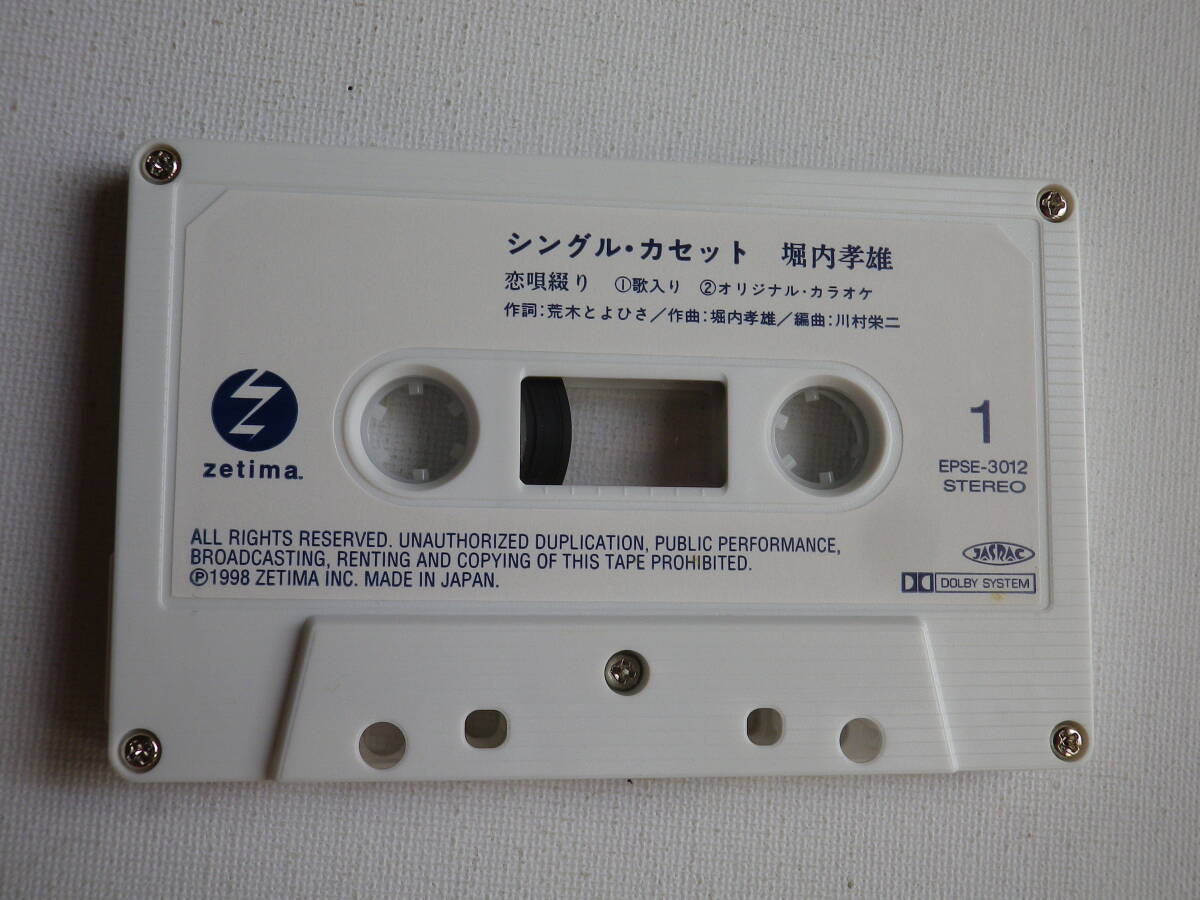 シングル・カセット 堀内孝雄
恋唄綴り ①歌入り ②オリジナル・カラオケ
作詞：荒木とよひさ／作曲：堀内孝雄／編曲：川村栄二
zetima.
1
EPSE-3012
STEREO
ALL RIGHTS RESERVED. UNAUTHORIZED DUPLICATION, PUBLIC PERFORMANCE,
BROADCASTING, RENTING AND COPYING OF THIS TAPE PROHIBITED.
Ⓟ1998 ZETIMA INC. MADE IN JAPAN.
JASRAC
DOLBY SYSTEM